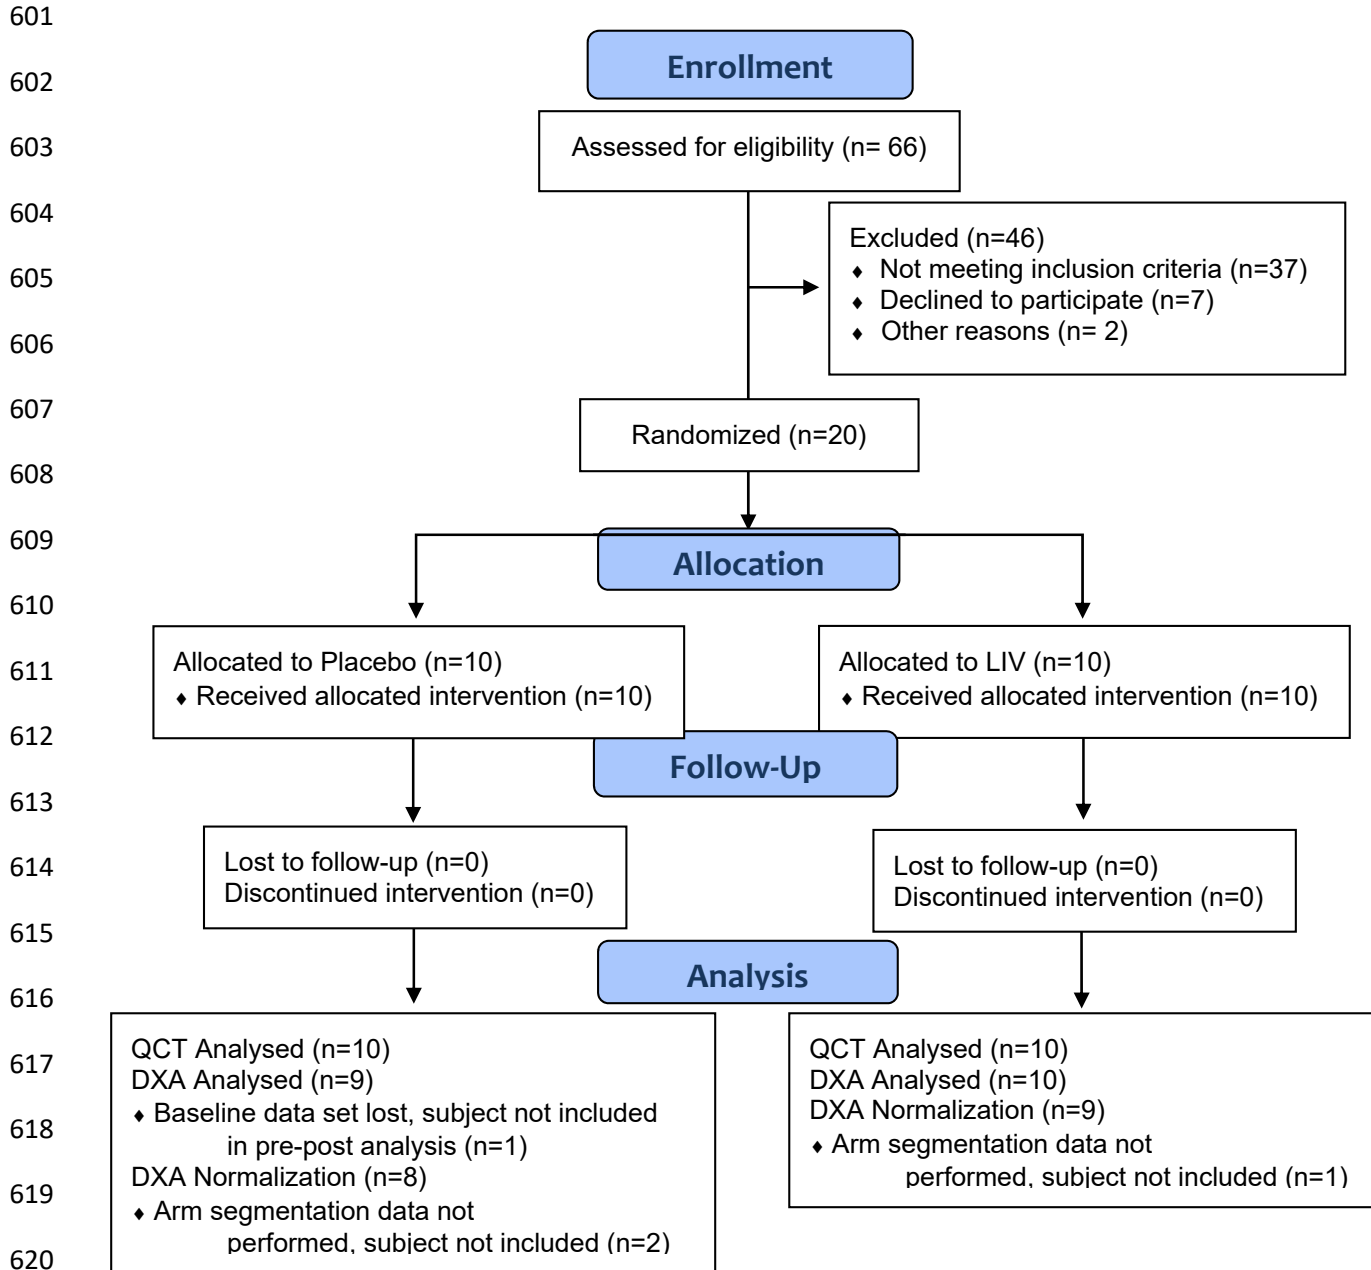 601
Enrollment
602
603
Assessed for eligibility (n= 66)
604
Excluded (n=46)
605
♦ Not meeting inclusion criteria (n=37)
♦ Declined to participate (n=7)
606
♦ Other reasons (n= 2)
607
Randomized (n=20)
608
609
Allocation
610
611
Allocated to Placebo (n=10)
♦ Received allocated intervention (n=10)
Allocated to LIV (n=10)
♦ Received allocated intervention (n=10)
612
Follow-Up
613
614
Lost to follow-up (n=0)
Discontinued intervention (n=0)
Lost to follow-up (n=0)
Discontinued intervention (n=0)
615
Analysis
616
617
618
619
620
QCT Analysed (n=10)
DXA Analysed (n=9)
♦ Baseline data set lost, subject not included
in pre-post analysis (n=1)
DXA Normalization (n=8)
♦ Arm segmentation data not
performed, subject not included (n=2)
QCT Analysed (n=10)
DXA Analysed (n=10)
DXA Normalization (n=9)
♦ Arm segmentation data not
performed, subject not included (n=1)